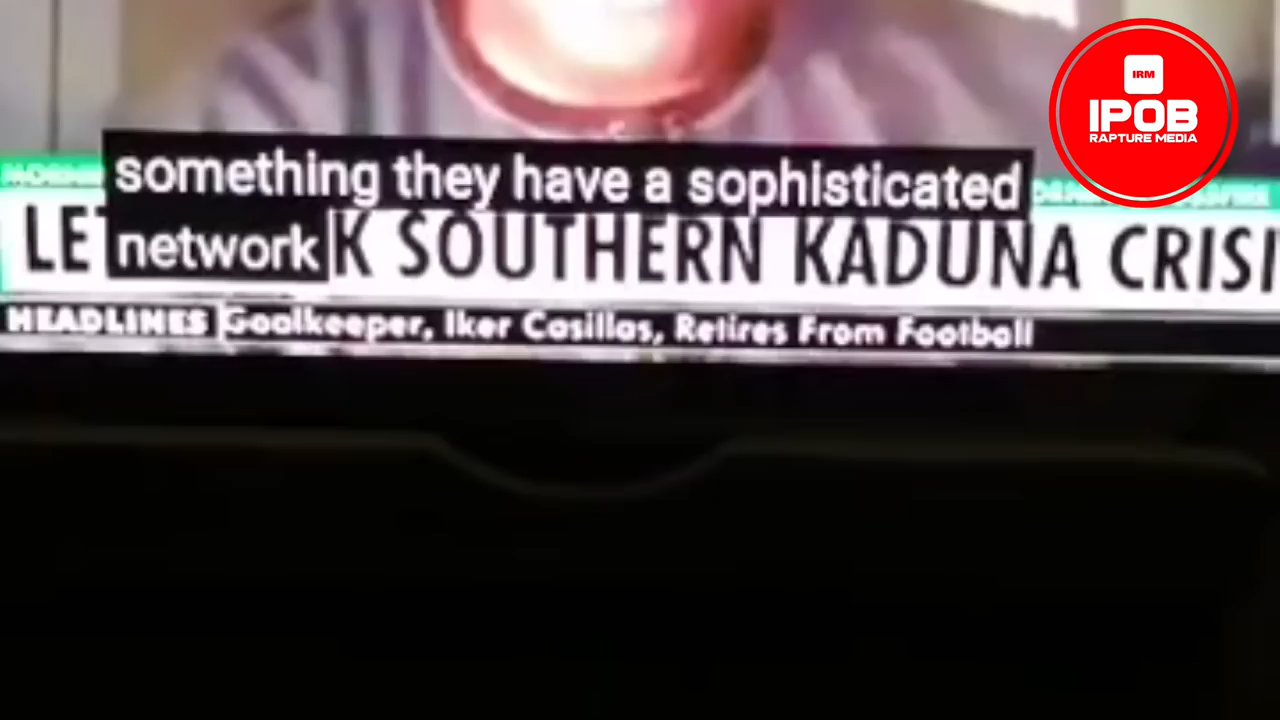 IRM
IPOB
RAPTURE MEDIA
something they have a sophisticated
network
LE
K SOUTHERN KADUNA CRISI
HEADLINES Goalkeeper, Iker Casillas, Retires From Football